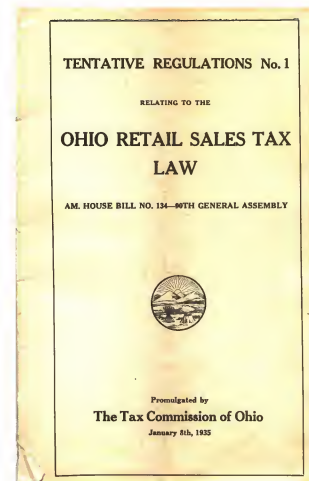 TENTATIVE REGULATIONS No. 1
RELATING TO THE
OHIO RETAIL SALES TAX
LAW
AM. HOUSE BILL NO. 134—90TH GENERAL ASSEMBLY
Promulgated by
The Tax Commission of Ohio
January 8th, 1935